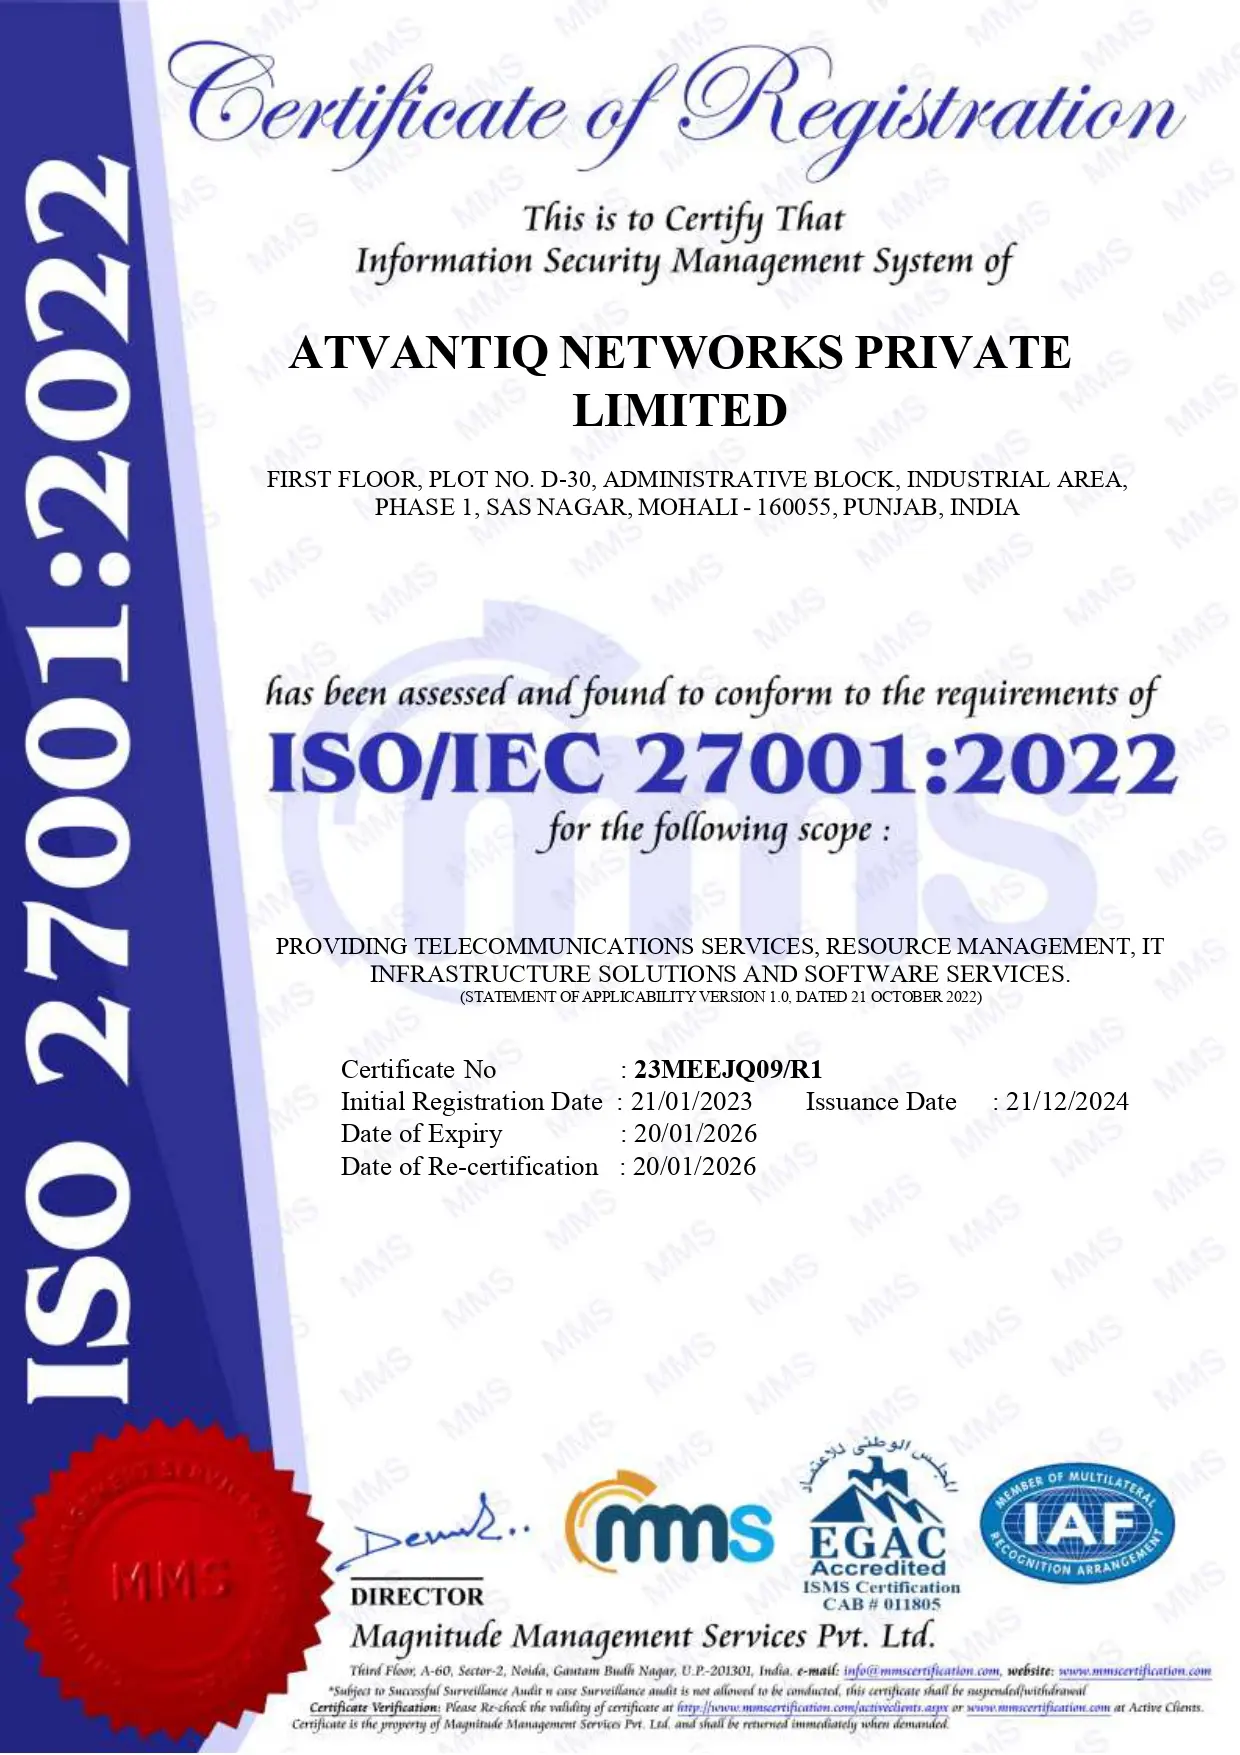 Certificate of Registration
This is to Certify That
Information Security Management System of
ATVANTIQ NETWORKS PRIVATE
LIMITED
FIRST FLOOR, PLOT NO. D-30, ADMINISTRATIVE BLOCK, INDUSTRIAL AREA,
PHASE 1, SAS NAGAR, MOHALI - 160055, PUNJAB, INDIA
has been assessed and found to conform to the requirements of
ISO/IEC 27001:2022
for the following scope :
PROVIDING TELECOMMUNICATIONS SERVICES, RESOURCE MANAGEMENT, IT
INFRASTRUCTURE SOLUTIONS AND SOFTWARE SERVICES.
(STATEMENT OF APPLICABILITY VERSION 1.0, DATED 21 OCTOBER 2022)
Certificate No : 23MEEJQ09/R1
Initial Registration Date : 21/01/2023 Issuance Date : 21/12/2024
Date of Expiry : 20/01/2026
Date of Re-certification : 20/01/2026
ISO 27001:2022
MMS
DIRECTOR
mms
المجلس الوطنى للاعتماد
EGAC
Accredited
ISMS Certification
CAB # 011805
MEMBER OF MULTILATERAL
IAF
RECOGNITION ARRANGEMENT
Magnitude Management Services Pvt. Ltd.
Third Floor, A-60, Sector-2, Noida, Gautam Budh Nagar, U.P.-201301, India. e-mail: info@mmscertification.com, website: www.mmscertification.com
*Subject to Successful Surveillance Audit n case Surveillance audit is not allowed to be conducted, this certificate shall be suspended/withdrawal
Certificate Verification: Please Re-check the validity of certificate at http://www.mmscertification.com/activeclients.aspx or www.mmscertification.com at Active Clients.
Certificate is the property of Magnitude Management Services Pvt. Ltd. and shall be returned immediately when demanded.